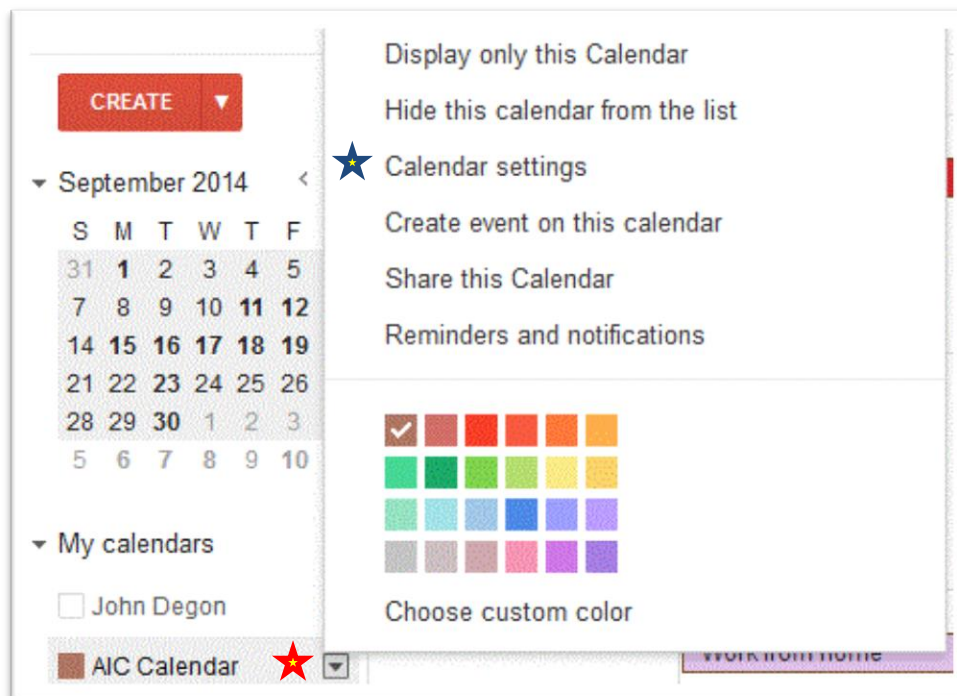 CREATE
September 2014
S M T W T F
31 1 2 3 4 5
7 8 9 10 11 12
14 15 16 17 18 19
21 22 23 24 25 26
28 29 30 1 2 3
5 6 7 8 9 10
My calendars
John Degon
AIC Calendar
Display only this Calendar
Hide this calendar from the list
Calendar settings
Create event on this calendar
Share this Calendar
Reminders and notifications
Choose custom color
Work from home